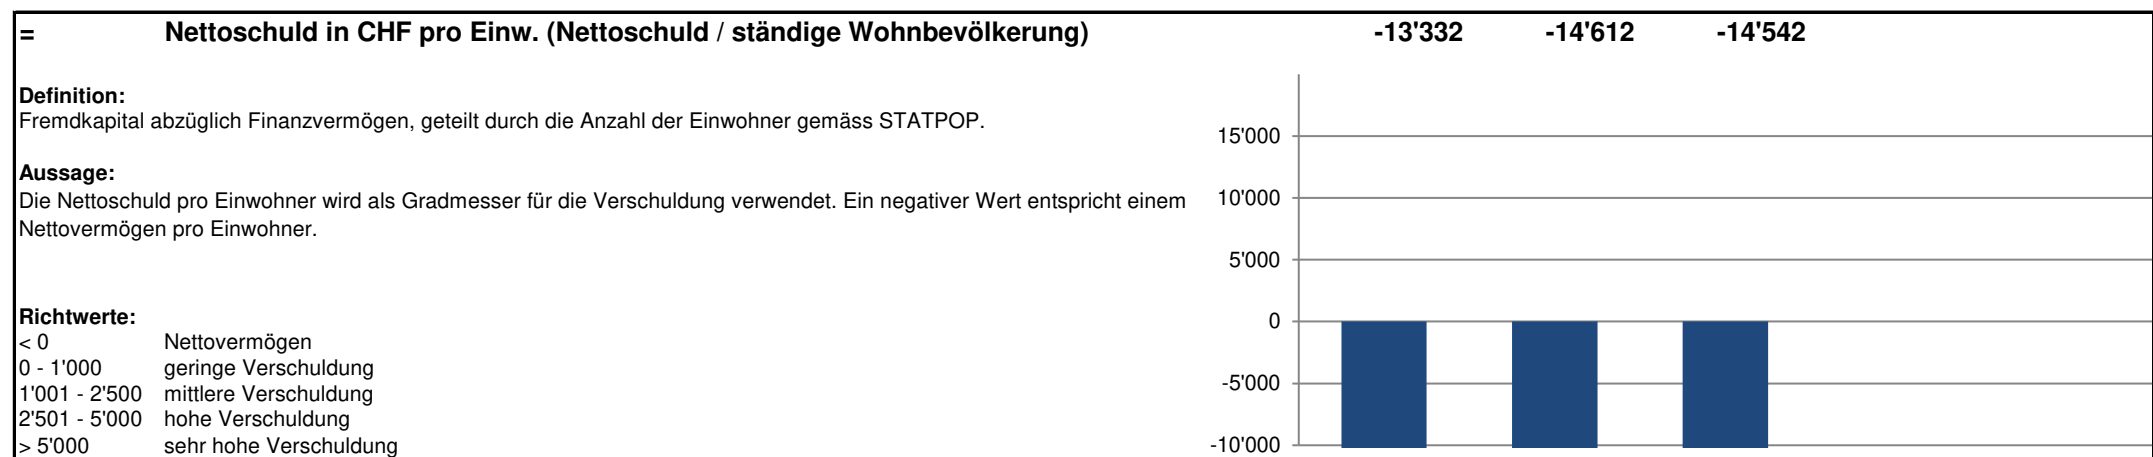 = Nettoschuld in CHF pro Einw. (Nettoschuld / ständige Wohnbevölkerung) -13'332 -14'612 -14'542
Definition:
Fremdkapital abzüglich Finanzvermögen, geteilt durch die Anzahl der Einwohner gemäss STATPOP.
Aussage:
Die Nettoschuld pro Einwohner wird als Gradmesser für die Verschuldung verwendet. Ein negativer Wert entspricht einem
Nettovermögen pro Einwohner.
Richtwerte:
< 0 Nettovermögen
0 - 1'000 geringe Verschuldung
1'001 - 2'500 mittlere Verschuldung
2'501 - 5'000 hohe Verschuldung
> 5'000 sehr hohe Verschuldung
15'000
10'000
5'000
0
-5'000
-10'000